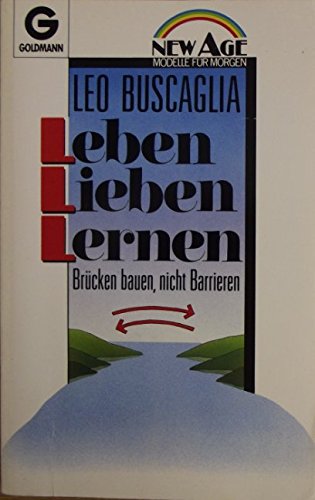 G
GOLDMANN
NEW AGE
MODELLE FÜR MORGEN
LEO BUSCAGLIA
Leben
Lieben
Lernen
Brücken bauen, nicht Barrieren